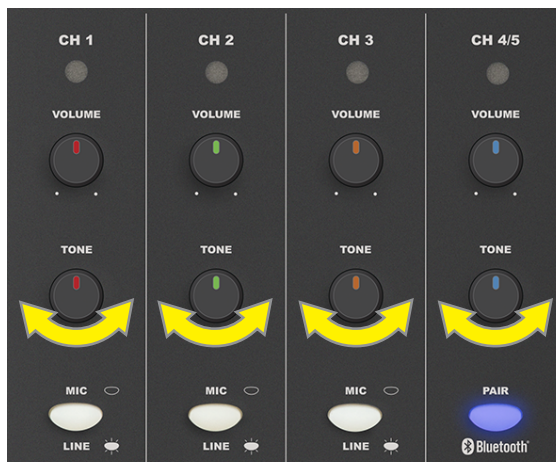 CH 1 CH 2 CH 3 CH 4/5
VOLUME VOLUME VOLUME VOLUME
TONE TONE TONE TONE
MIC MIC MIC PAIR
LINE LINE LINE Bluetooth®